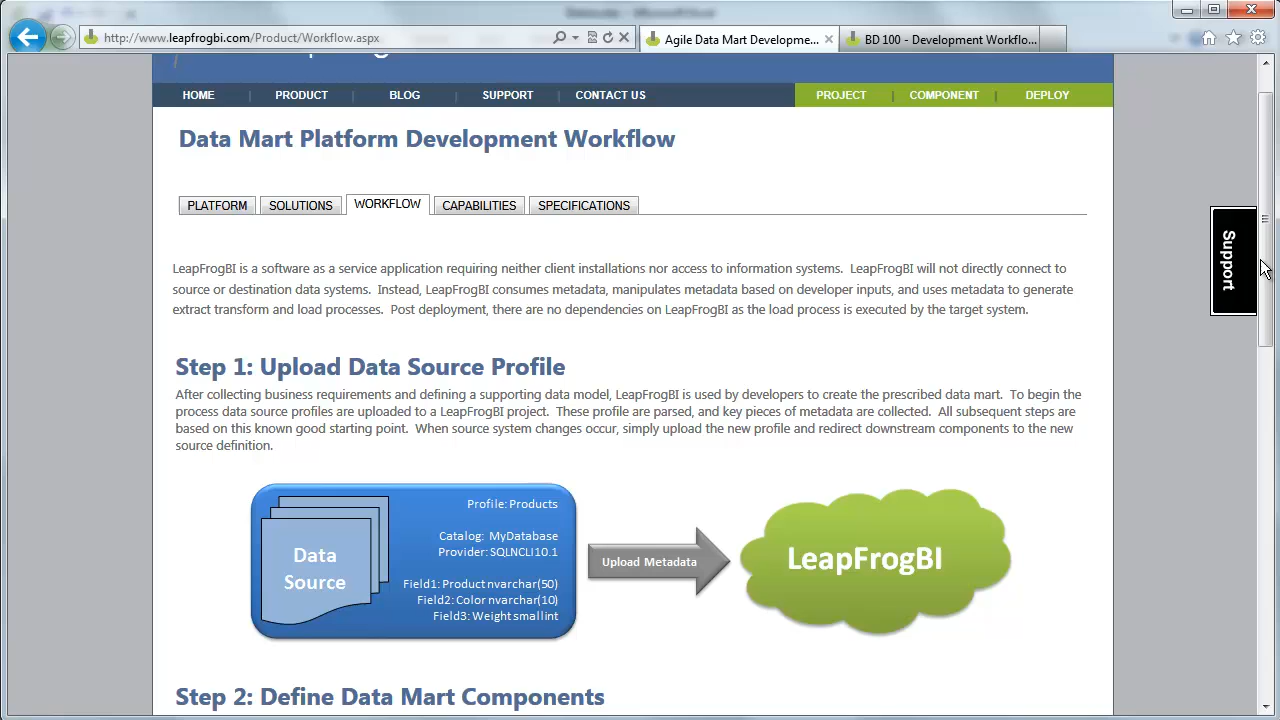 http://www.leapfrogbi.com/Product/Workflow.aspx
Agile Data Mart Developme...
BD 100 - Development Workflo...
HOME | PRODUCT | BLOG | SUPPORT | CONTACT US
PROJECT | COMPONENT | DEPLOY
Data Mart Platform Development Workflow
PLATFORM
SOLUTIONS
WORKFLOW
CAPABILITIES
SPECIFICATIONS
Support
LeapFrogBI is a software as a service application requiring neither client installations nor access to information systems. LeapFrogBI will not directly connect to
source or destination data systems. Instead, LeapFrogBI consumes metadata, manipulates metadata based on developer inputs, and uses metadata to generate
extract transform and load processes. Post deployment, there are no dependencies on LeapFrogBI as the load process is executed by the target system.
Step 1: Upload Data Source Profile
After collecting business requirements and defining a supporting data model, LeapFrogBI is used by developers to create the prescribed data mart. To begin the
process data source profiles are uploaded to a LeapFrogBI project. These profile are parsed, and key pieces of metadata are collected. All subsequent steps are
based on this known good starting point. When source system changes occur, simply upload the new profile and redirect downstream components to the new
source definition.
Data
Source
Profile: Products
Catalog: MyDatabase
Provider: SQLNCLI10.1
Field1: Product nvarchar(50)
Field2: Color nvarchar(10)
Field3: Weight smallint
Upload Metadata
LeapFrogBI
Step 2: Define Data Mart Components